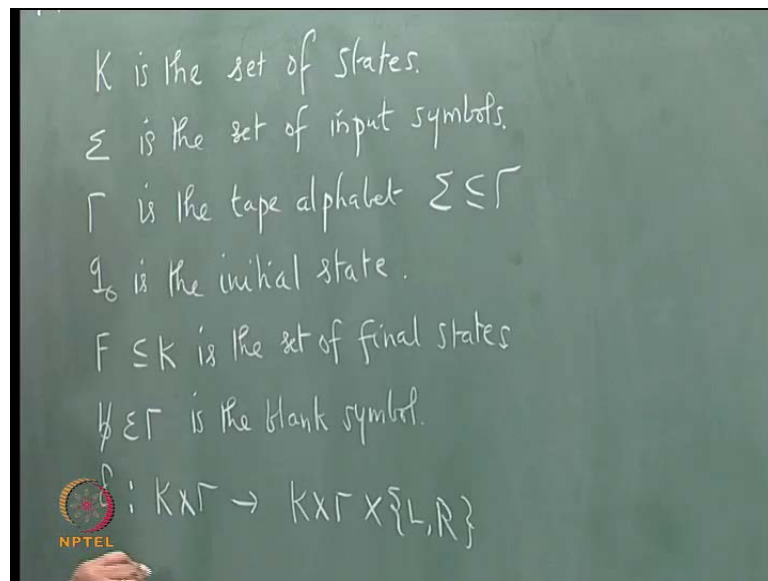 K is the set of states.
Σ is the set of input symbols.
Γ is the tape alphabet Σ ⊆ Γ
q₀ is the initial state.
F ⊆ K is the set of final states
ƀ ∈ Γ is the blank symbol.
: K×Γ → K×Γ×{L,R}
NPTEL